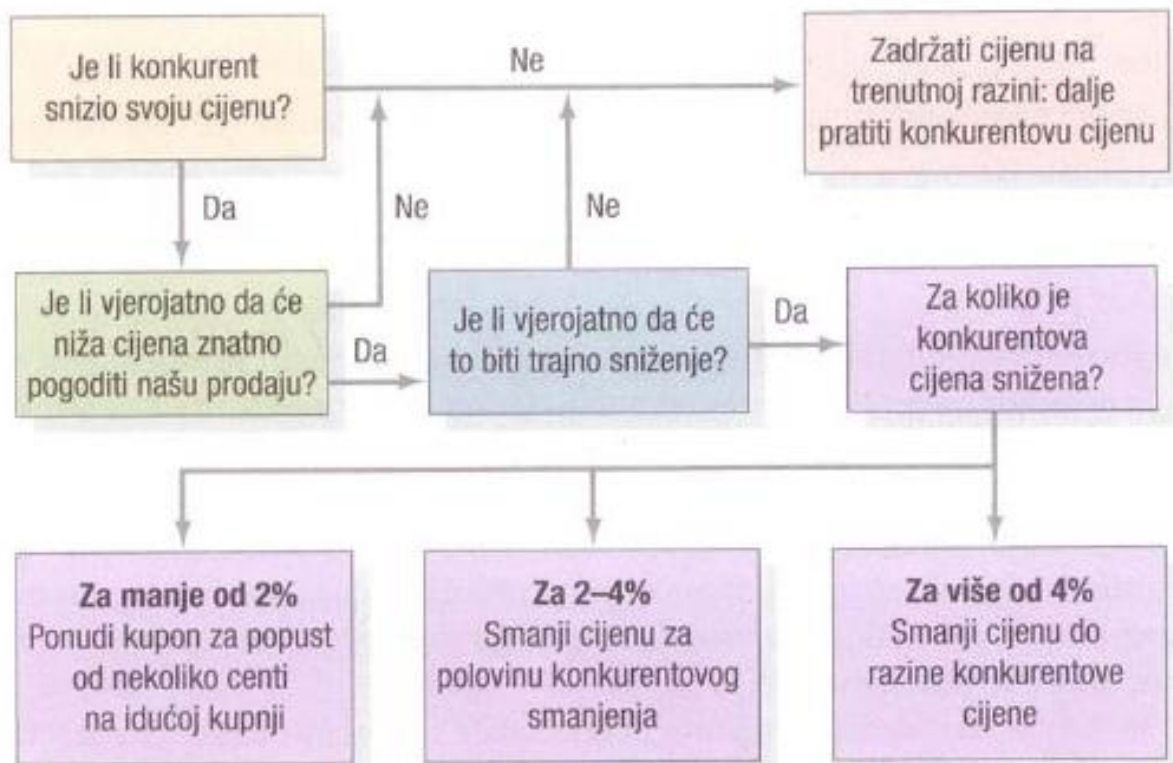 Je li konkurent
snizio svoju cijenu?
Ne
Zadržati cijenu na
trenutnoj razini: dalje
pratiti konkurentovu cijenu
Da
Ne
Ne
Je li vjerojatno da će
niža cijena znatno
pogoditi našu prodaju?
Da
Je li vjerojatno da će
to biti trajno sniženje?
Da
Za koliko je
konkurentova
cijena snižena?
Za manje od 2%
Ponudi kupon za popust
od nekoliko centi
na idućoj kupnji
Za 2–4%
Smanji cijenu za
polovinu konkurentovog
smanjenja
Za više od 4%
Smanji cijenu do
razine konkurentove
cijene